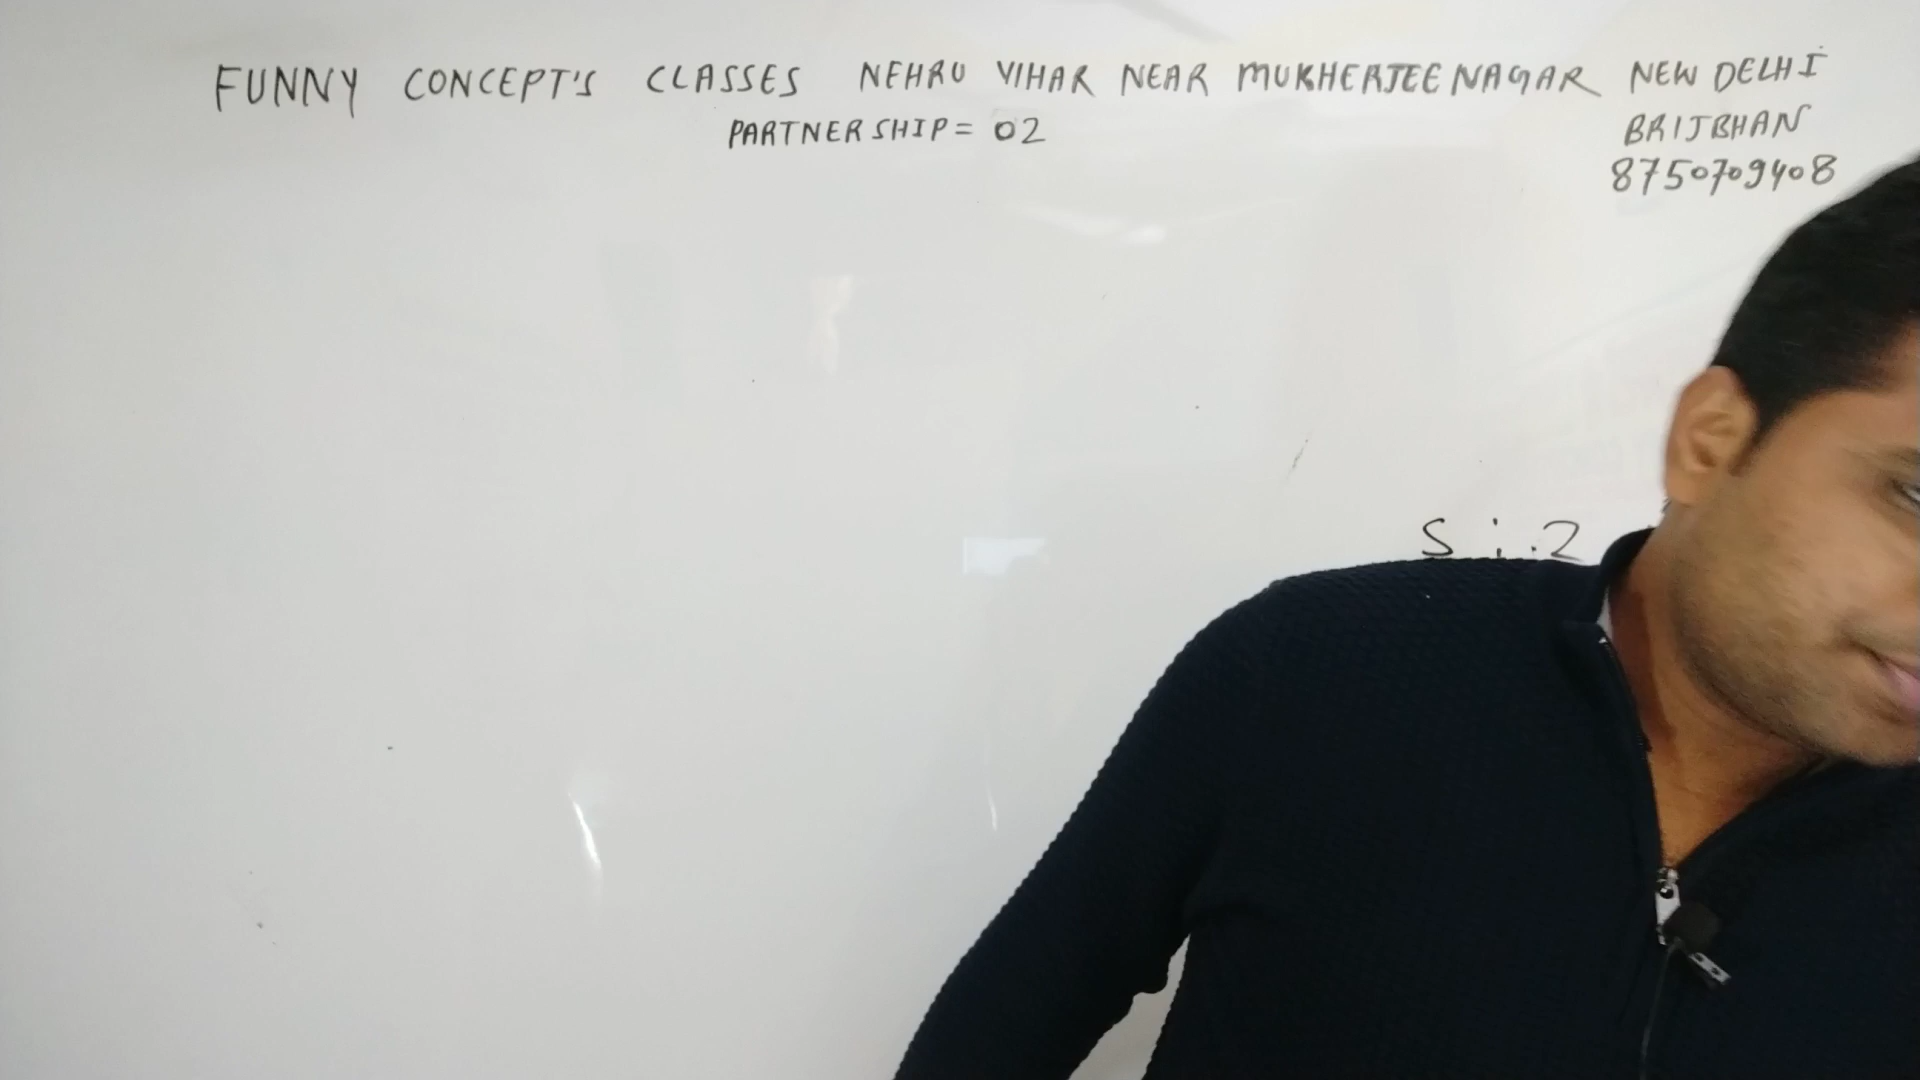 FUNNY CONCEPT'S CLASSES NEHRU VIHAR NEAR MUKHERJEE NAGAR NEW DELHI
PARTNERSHIP = 02
BRIJBHAN
8750709408